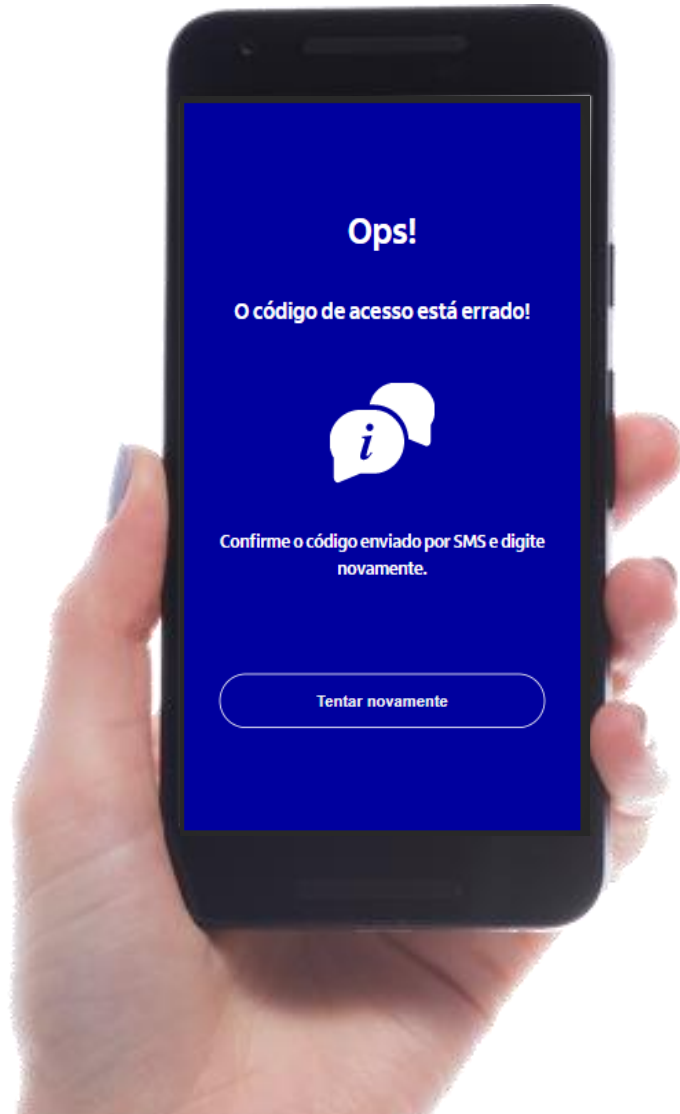 Ops!
O código de acesso está errado!
i
Confirme o código enviado por SMS e digite
novamente.
Tentar novamente